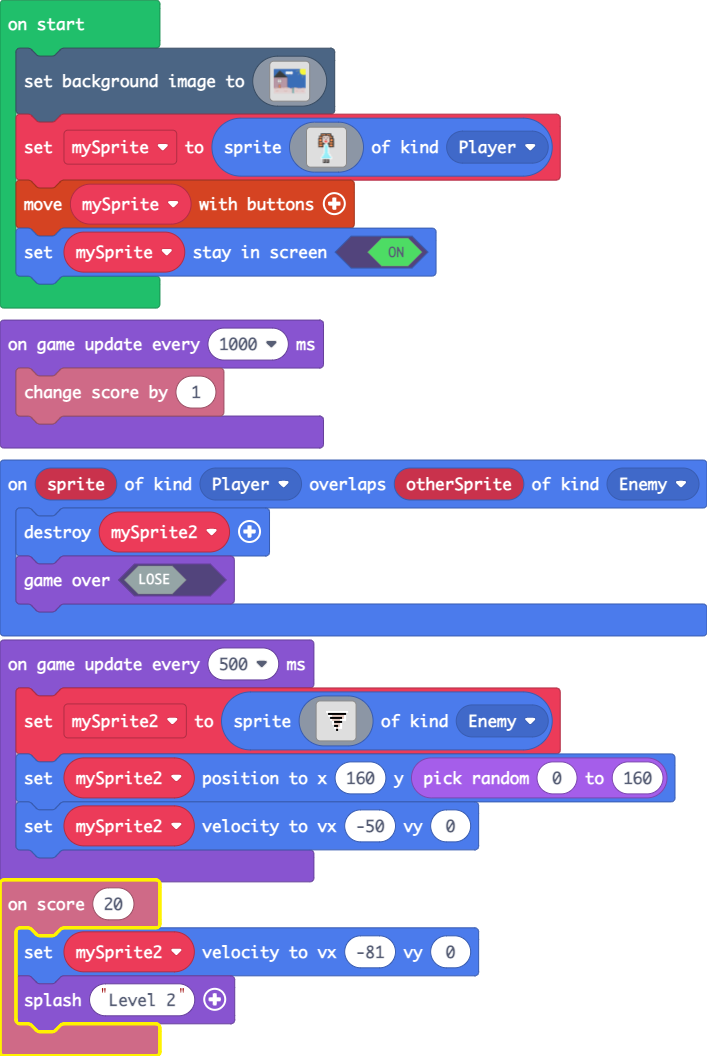 on start
set background image to
set mySprite to sprite of kind Player
move mySprite with buttons
set mySprite stay in screen ON
on game update every 1000 ms
change score by 1
on sprite of kind Player overlaps otherSprite of kind Enemy
destroy mySprite2
game over LOSE
on game update every 500 ms
set mySprite2 to sprite of kind Enemy
set mySprite2 position to x 160 y pick random 0 to 160
set mySprite2 velocity to vx -50 vy 0
on score 20
set mySprite2 velocity to vx -81 vy 0
splash "Level 2"